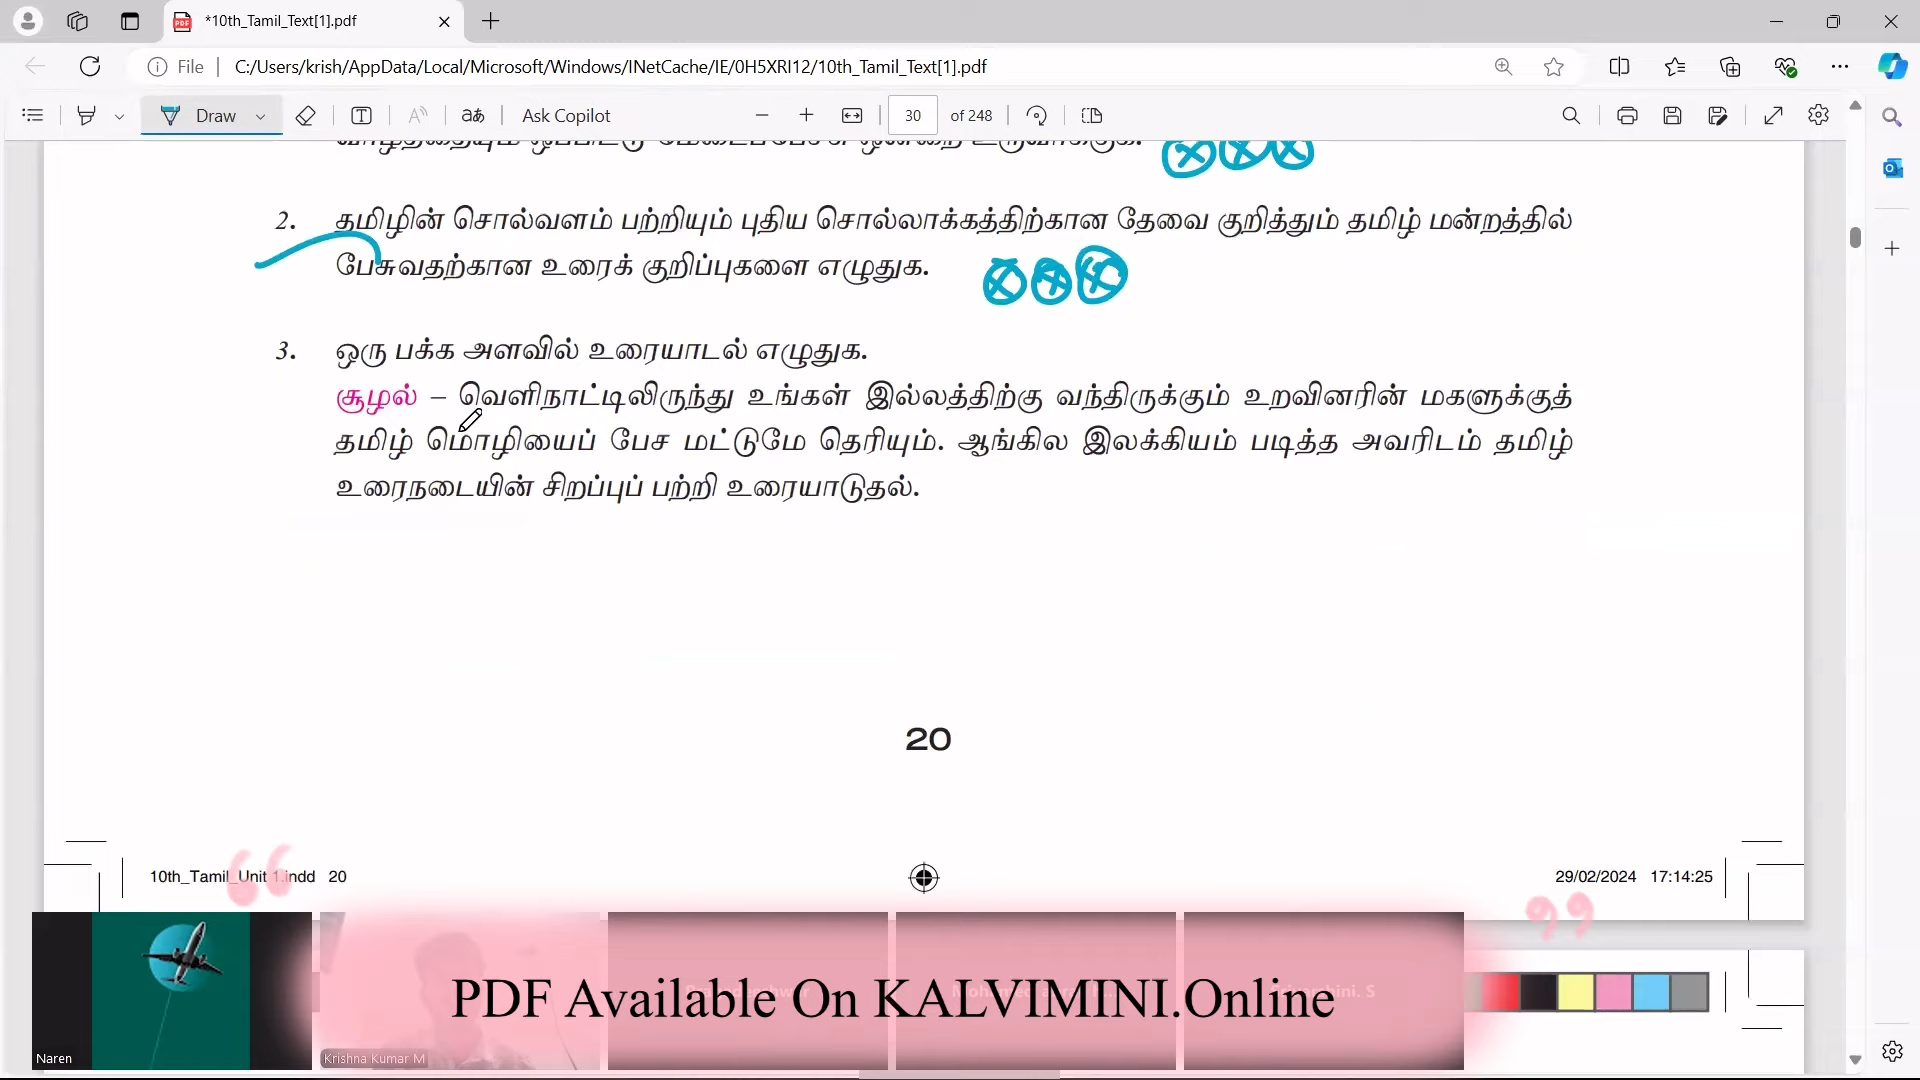 *10th_Tamil_Text[1].pdf
File
C:/Users/krish/AppData/Local/Microsoft/Windows/INetCache/IE/0H5XRI12/10th_Tamil_Text[1].pdf
Draw
aあ
Ask Copilot
30 of 248
2. தமிழின் சொல்வளம் பற்றியும் புதிய சொல்லாக்கத்திற்கான தேவை குறித்தும் தமிழ் மன்றத்தில்
பேசுவதற்கான உரைக் குறிப்புகளை எழுதுக.
3. ஒரு பக்க அளவில் உரையாடல் எழுதுக.
சூழல் – வெளிநாட்டிலிருந்து உங்கள் இல்லத்திற்கு வந்திருக்கும் உறவினரின் மகளுக்குத்
தமிழ் மொழியைப் பேச மட்டுமே தெரியும். ஆங்கில இலக்கியம் படித்த அவரிடம் தமிழ்
உரைநடையின் சிறப்புப் பற்றி உரையாடுதல்.
20
10th_Tamil_Unit 1.indd 20
29/02/2024 17:14:25
PDF Available On KALVIMINI.Online
Naren
Krishna Kumar M